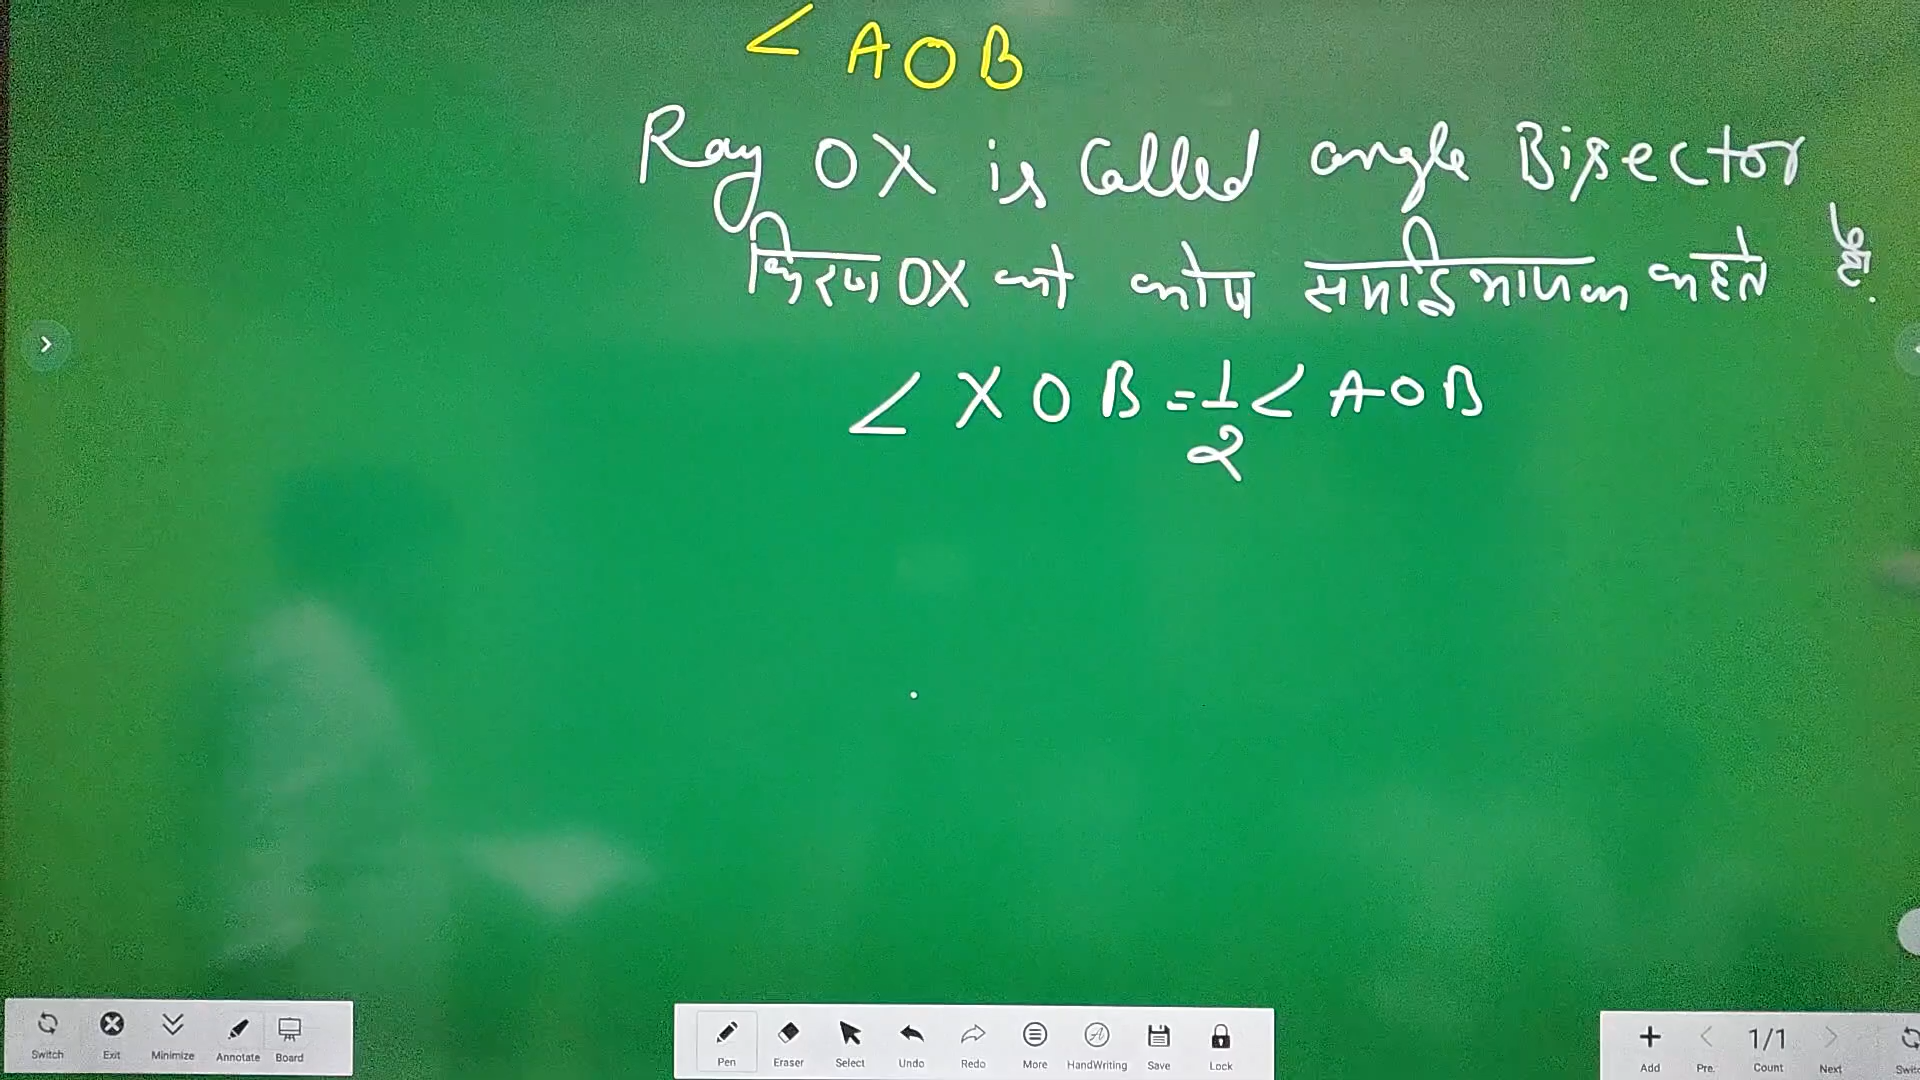 ∠ AOB
Ray OX is called angle Bisector
किरण OX को कोण समद्विभाजक कहते हैं.
∠ XOB = 1/2 ∠ AOB
Switch Exit Minimize Annotate Board
Pen Eraser Select Undo Redo More HandWriting Save Lock
1/1
Add Pre. Count Next